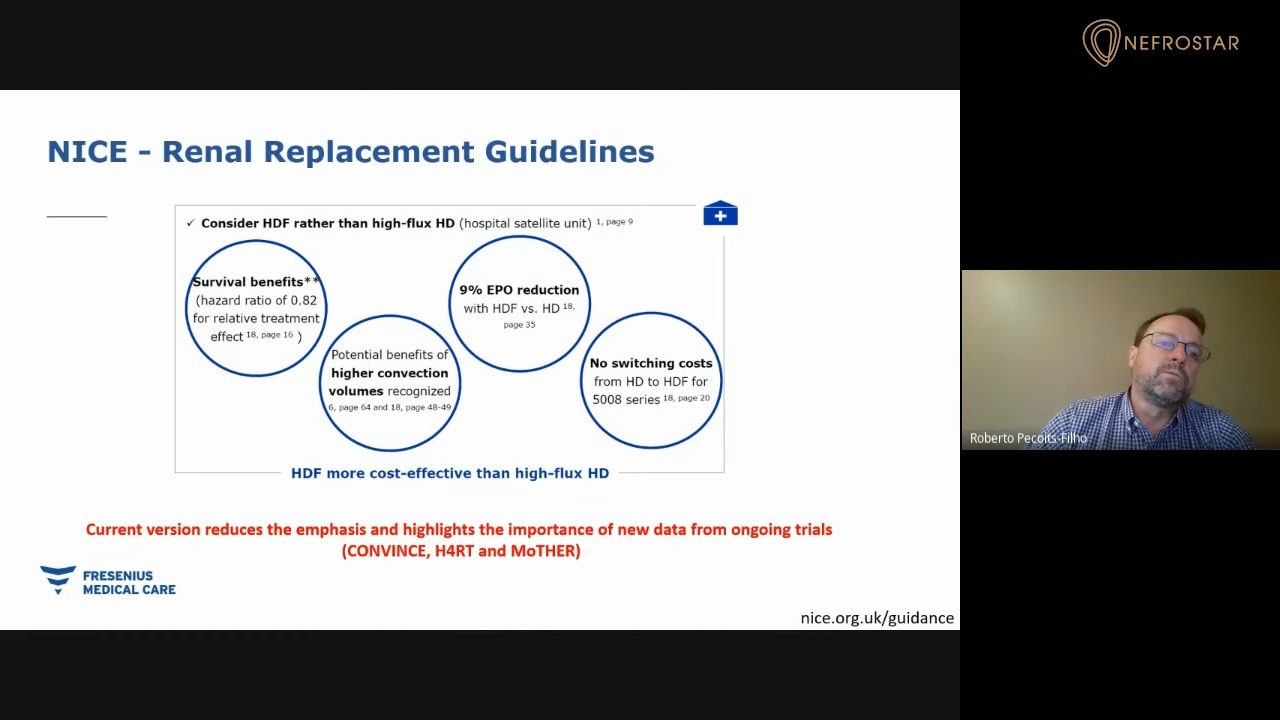 NEFROSTAR
NICE - Renal Replacement Guidelines
✓ Consider HDF rather than high-flux HD (hospital satellite unit) 1, page 9
Survival benefits**
(hazard ratio of 0.82
for relative treatment
effect 18, page 16 )
Potential benefits of
higher convection
volumes recognized
6, page 64 and 18, page 48-49
9% EPO reduction
with HDF vs. HD 18,
page 35
No switching costs
from HD to HDF for
5008 series 18, page 20
HDF more cost-effective than high-flux HD
Current version reduces the emphasis and highlights the importance of new data from ongoing trials
(CONVINCE, H4RT and MoTHER)
FRESENIUS
MEDICAL CARE
nice.org.uk/guidance
Roberto Pecoits-Filho